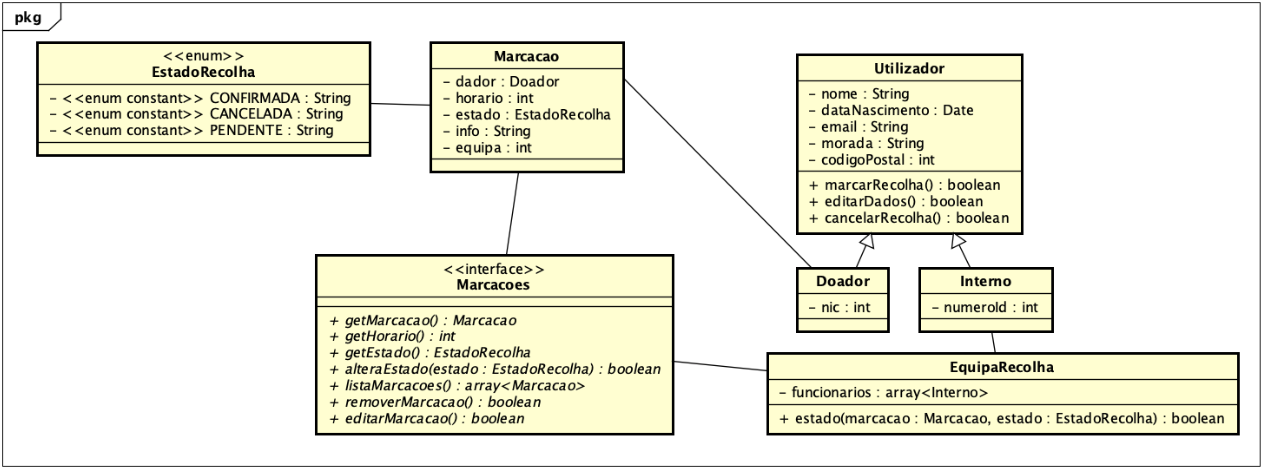 pkg
<<enum>>
EstadoRecolha
- <<enum constant>> CONFIRMADA : String
- <<enum constant>> CANCELADA : String
- <<enum constant>> PENDENTE : String
Marcacao
- dador : Doador
- horario : int
- estado : EstadoRecolha
- info : String
- equipa : int
Utilizador
- nome : String
- dataNascimento : Date
- email : String
- morada : String
- codigoPostal : int
+ marcarRecolha() : boolean
+ editarDados() : boolean
+ cancelarRecolha() : boolean
<<interface>>
Marcacoes
+ getMarcacao() : Marcacao
+ getHorario() : int
+ getEstado() : EstadoRecolha
+ alteraEstado(estado : EstadoRecolha) : boolean
+ listaMarcacoes() : array<Marcacao>
+ removerMarcacao() : boolean
+ editarMarcacao() : boolean
Doador
- nic : int
Interno
- numeroId : int
EquipaRecolha
- funcionarios : array<Interno>
+ estado(marcacao : Marcacao, estado : EstadoRecolha) : boolean